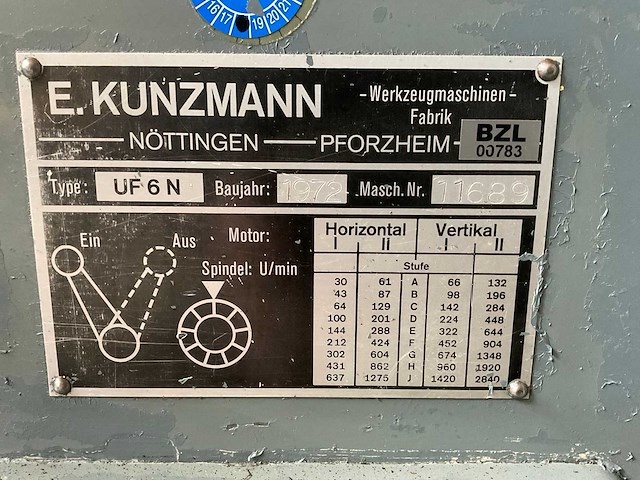 16 17 19 20 21
E. KUNZMANN
-Werkzeugmaschinen-
Fabrik
NÖTTINGEN PFORZHEIM
BZL
00783
Type: UF 6 N Baujahr: 1972 Masch. Nr. 11689
Ein Aus Motor:
Spindel: U/min
Horizontal Vertikal
I II I II
Stufe
30 61 A 66 132
43 87 B 98 196
64 129 C 142 284
100 201 D 224 448
144 288 E 322 644
212 424 F 452 904
302 604 G 674 1348
431 862 H 960 1920
637 1275 J 1420 2840